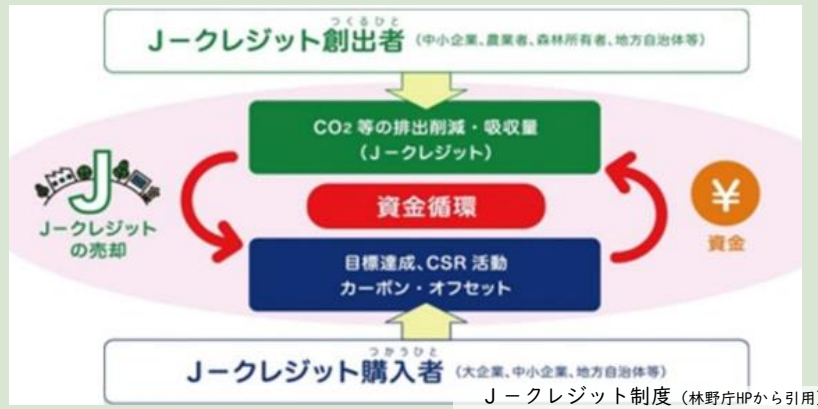 つくるひと
Jークレジット創出者（中小企業、農業者、森林所有者、地方自治体等）
CO2 等の排出削減・吸収量
（Jークレジット）
J
Jークレジット
の売却
資金循環
¥
資金
目標達成、CSR 活動
カーボン・オフセット
つかうひと
Jークレジット購入者（大企業、中小企業、地方自治体等）
Jークレジット制度（林野庁HPから引用）